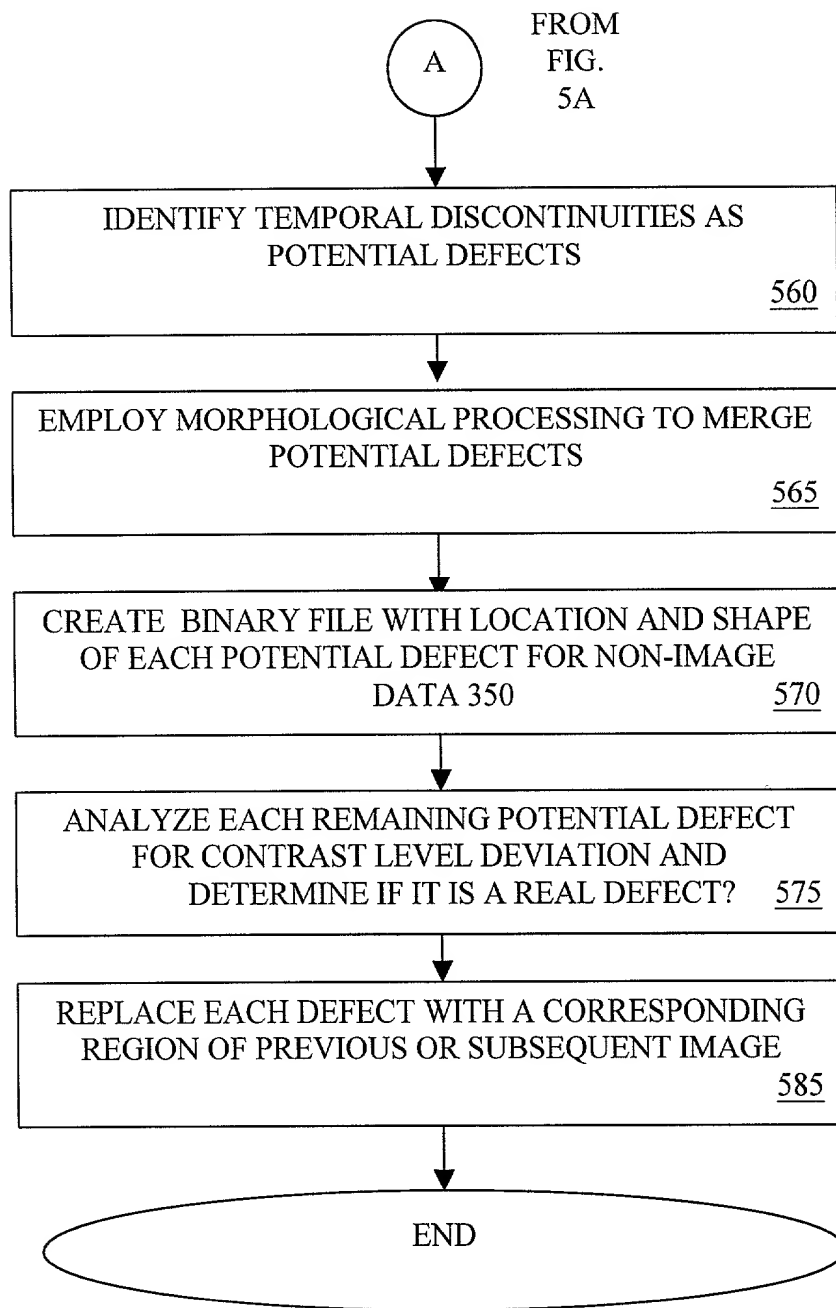 A
FROM
FIG.
5A
IDENTIFY TEMPORAL DISCONTINUITIES AS
POTENTIAL DEFECTS
560
EMPLOY MORPHOLOGICAL PROCESSING TO MERGE
POTENTIAL DEFECTS
565
CREATE BINARY FILE WITH LOCATION AND SHAPE
OF EACH POTENTIAL DEFECT FOR NON-IMAGE
DATA 350 570
ANALYZE EACH REMAINING POTENTIAL DEFECT
FOR CONTRAST LEVEL DEVIATION AND
DETERMINE IF IT IS A REAL DEFECT? 575
REPLACE EACH DEFECT WITH A CORRESPONDING
REGION OF PREVIOUS OR SUBSEQUENT IMAGE
585
END